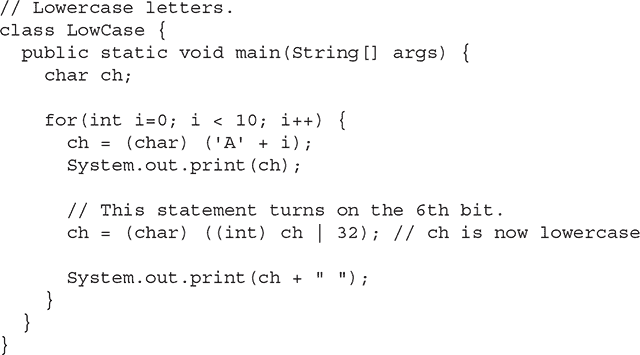 // Lowercase letters.
class LowCase {
  public static void main(String[] args) {
    char ch;

    for(int i=0; i < 10; i++) {
      ch = (char) ('A' + i);
      System.out.print(ch);

      // This statement turns on the 6th bit.
      ch = (char) ((int) ch | 32); // ch is now lowercase

      System.out.print(ch + " ");
    }
  }
}